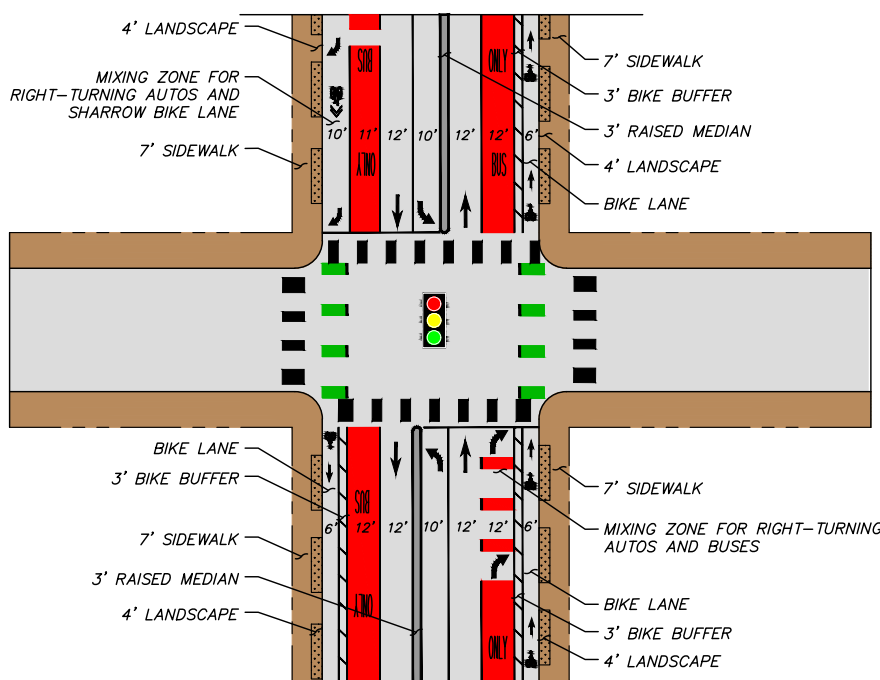 4' LANDSCAPE
MIXING ZONE FOR
RIGHT-TURNING AUTOS AND
SHARROW BIKE LANE
7' SIDEWALK
BUS
ONLY
10' 11' 12' 10' 12' 12' 6'
ONLY
BUS
7' SIDEWALK
3' BIKE BUFFER
3' RAISED MEDIAN
4' LANDSCAPE
BIKE LANE
BIKE LANE
3' BIKE BUFFER
7' SIDEWALK
3' RAISED MEDIAN
4' LANDSCAPE
BUS
ONLY
6' 12' 12' 10' 12' 12' 6'
ONLY
7' SIDEWALK
MIXING ZONE FOR RIGHT-TURNING
AUTOS AND BUSES
BIKE LANE
3' BIKE BUFFER
4' LANDSCAPE